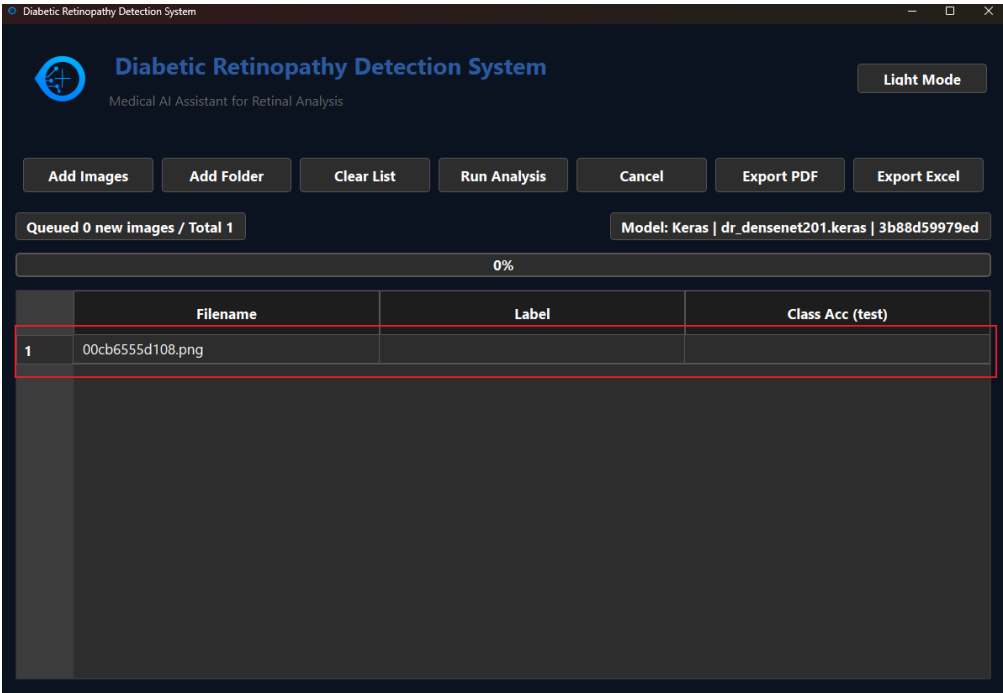 Diabetic Retinopathy Detection System
Diabetic Retinopathy Detection System
Medical AI Assistant for Retinal Analysis
Light Mode
Add Images Add Folder Clear List Run Analysis Cancel Export PDF Export Excel
Queued 0 new images / Total 1 Model: Keras | dr_densenet201.keras | 3b88d59979ed
0%
Filename Label Class Acc (test)
1 00cb6555d108.png